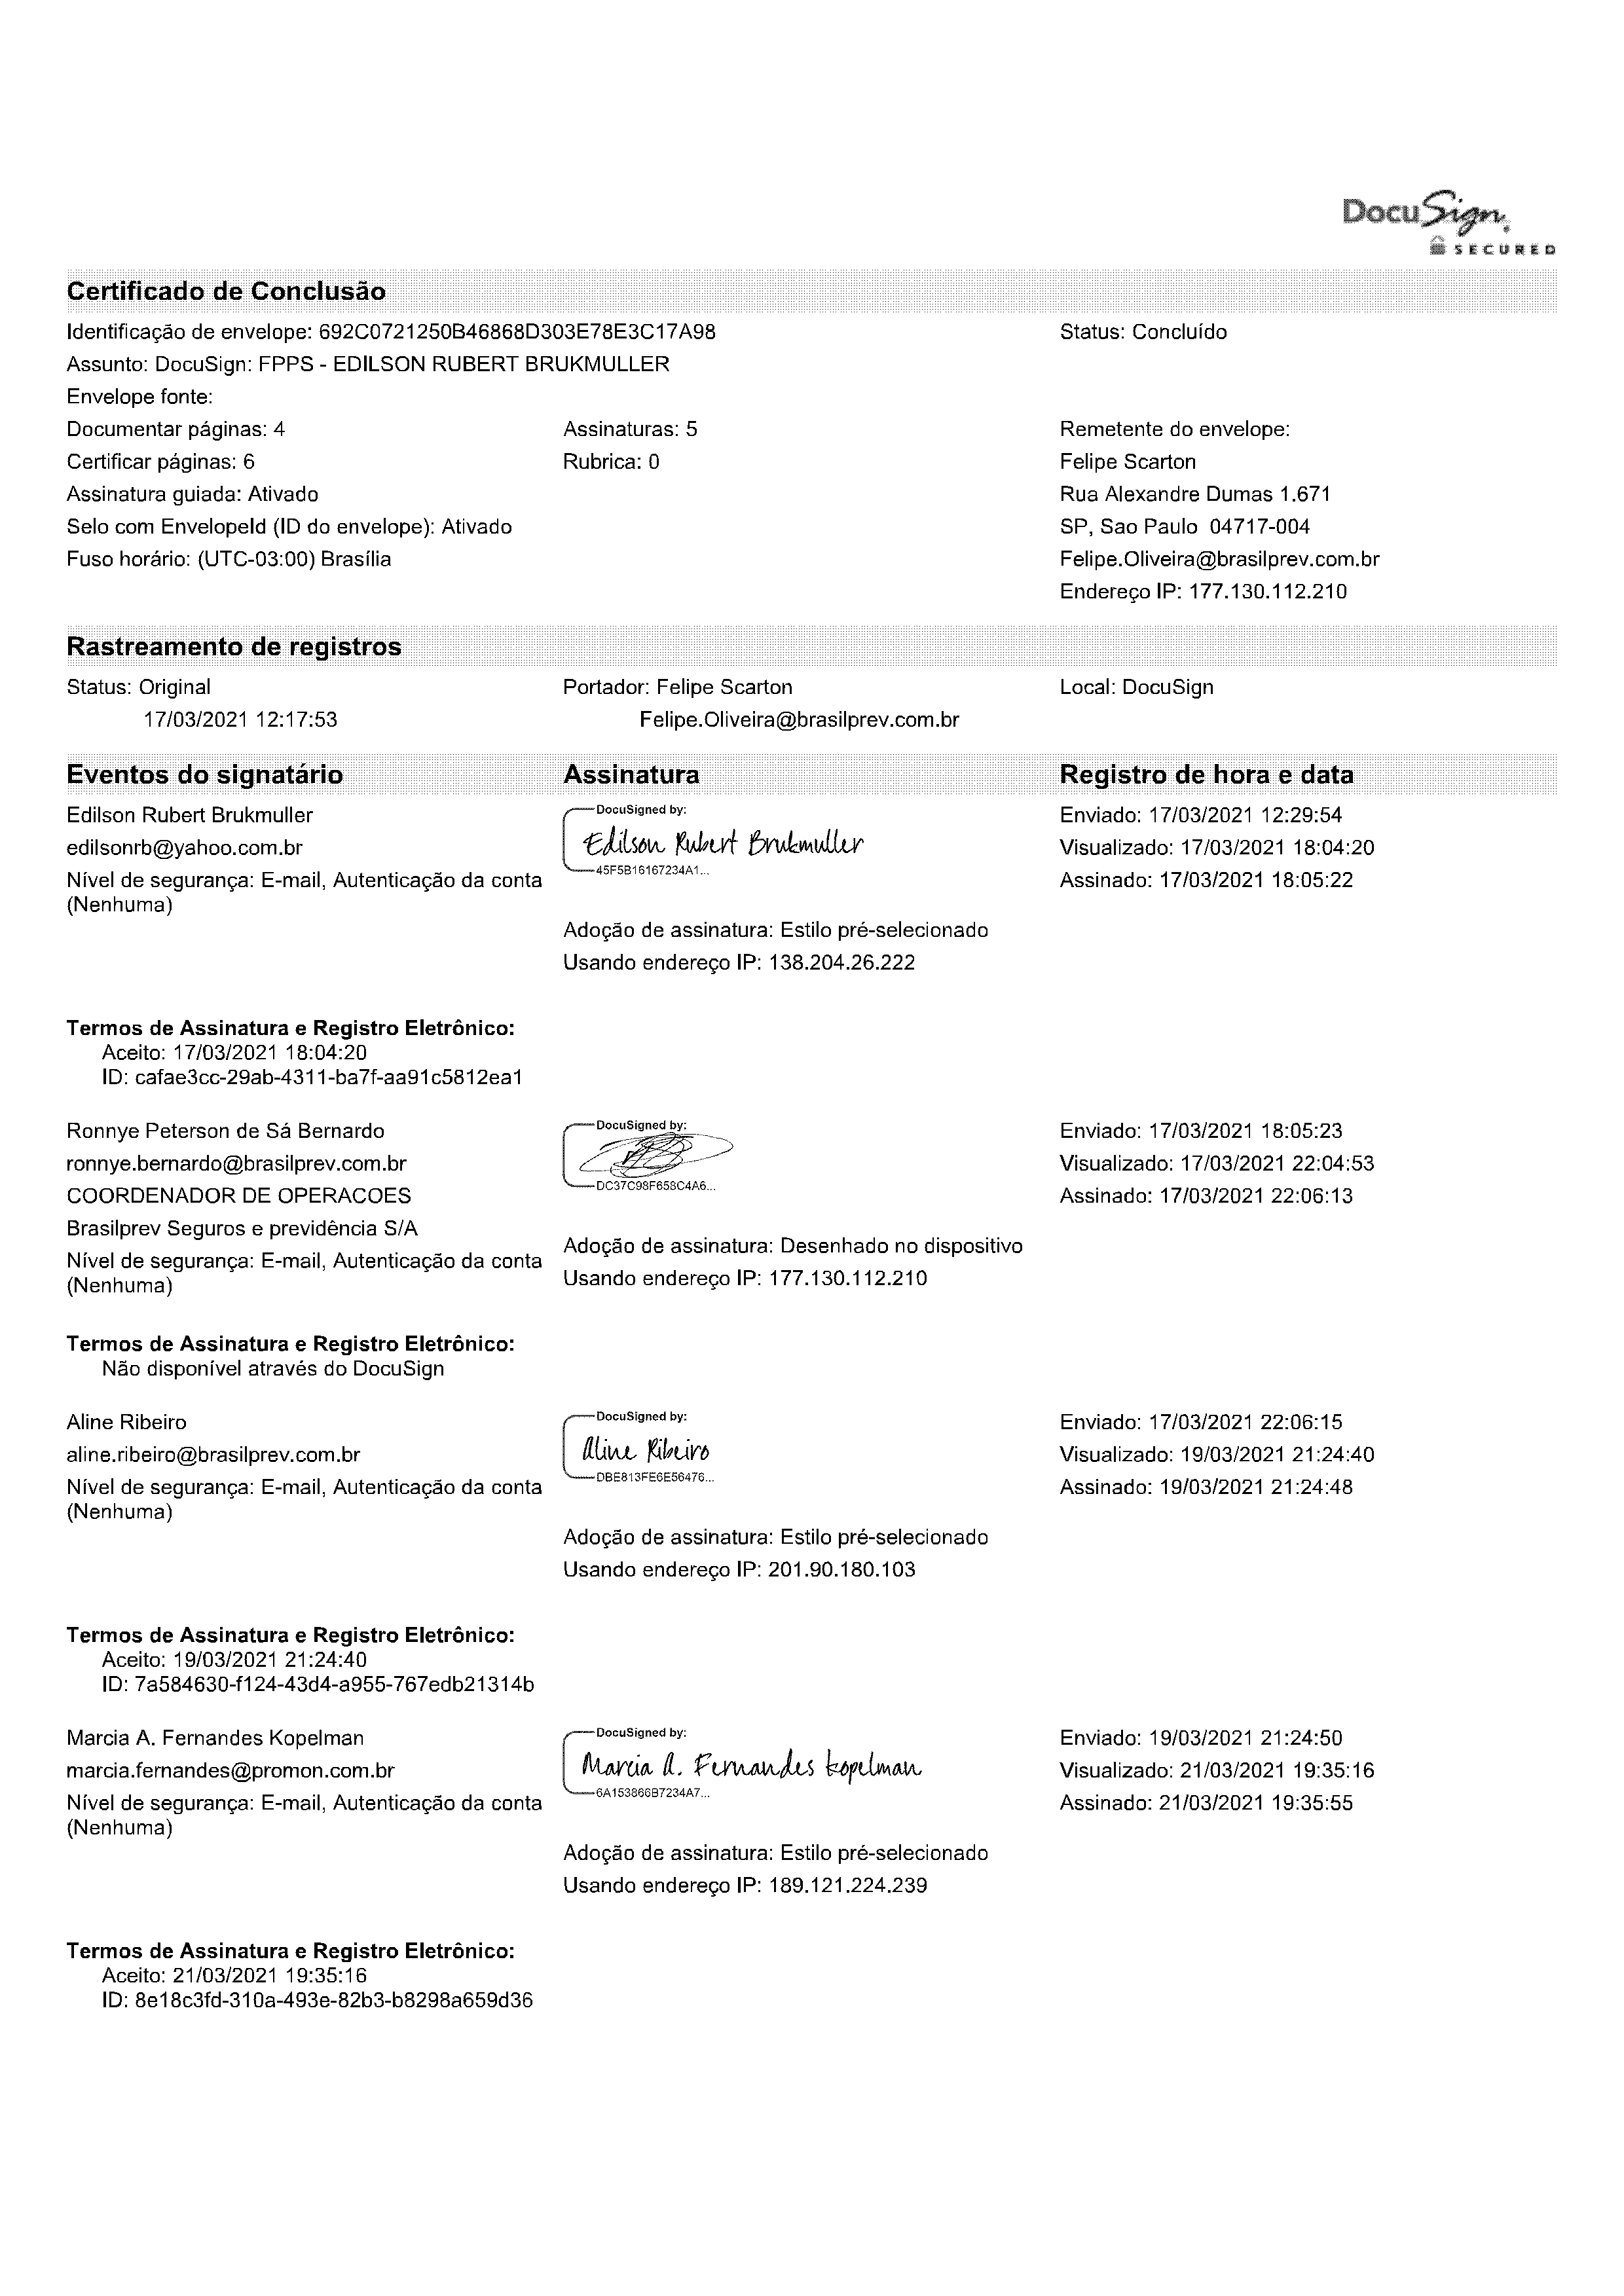 DocuSign
SECURED
Certificado de Conclusão
Identificação de envelope: 692C0721250B46868D303E78E3C17A98
Status: Concluído
Assunto: DocuSign: FPPS - EDILSON RUBERT BRUKMULLER
Envelope fonte:
Documentar páginas: 4
Assinaturas: 5
Remetente do envelope:
Certificar páginas: 6
Rubrica: 0
Felipe Scarton
Assinatura guiada: Ativado
Rua Alexandre Dumas 1.671
Selo com EnvelopeId (ID do envelope): Ativado
SP, Sao Paulo 04717-004
Fuso horário: (UTC-03:00) Brasília
Felipe.Oliveira@brasilprev.com.br
Endereço IP: 177.130.112.210
Rastreamento de registros
Status: Original
Portador: Felipe Scarton
Local: DocuSign
17/03/2021 12:17:53
Felipe.Oliveira@brasilprev.com.br
Eventos do signatário
Assinatura
Registro de hora e data
Edilson Rubert Brukmuller
edilsonrb@yahoo.com.br
Nível de segurança: E-mail, Autenticação da conta
(Nenhuma)
DocuSigned by:
Edilson Rubert Brukmuller
45F5B16167234A1...
Adoção de assinatura: Estilo pré-selecionado
Usando endereço IP: 138.204.26.222
Enviado: 17/03/2021 12:29:54
Visualizado: 17/03/2021 18:04:20
Assinado: 17/03/2021 18:05:22
Termos de Assinatura e Registro Eletrônico:
Aceito: 17/03/2021 18:04:20
ID: cafae3cc-29ab-4311-ba7f-aa91c5812ea1
Ronnye Peterson de Sá Bernardo
ronnye.bernardo@brasilprev.com.br
COORDENADOR DE OPERACOES
Brasilprev Seguros e previdência S/A
Nível de segurança: E-mail, Autenticação da conta
(Nenhuma)
DocuSigned by:
DC37C98F658C4A6...
Adoção de assinatura: Desenhado no dispositivo
Usando endereço IP: 177.130.112.210
Enviado: 17/03/2021 18:05:23
Visualizado: 17/03/2021 22:04:53
Assinado: 17/03/2021 22:06:13
Termos de Assinatura e Registro Eletrônico:
Não disponível através do DocuSign
Aline Ribeiro
aline.ribeiro@brasilprev.com.br
Nível de segurança: E-mail, Autenticação da conta
(Nenhuma)
DocuSigned by:
Aline Ribeiro
DBE813FE6E56476...
Adoção de assinatura: Estilo pré-selecionado
Usando endereço IP: 201.90.180.103
Enviado: 17/03/2021 22:06:15
Visualizado: 19/03/2021 21:24:40
Assinado: 19/03/2021 21:24:48
Termos de Assinatura e Registro Eletrônico:
Aceito: 19/03/2021 21:24:40
ID: 7a584630-f124-43d4-a955-767edb21314b
Marcia A. Fernandes Kopelman
marcia.fernandes@promon.com.br
Nível de segurança: E-mail, Autenticação da conta
(Nenhuma)
DocuSigned by:
Marcia A. Fernandes Kopelman
6A153866B7234A7...
Adoção de assinatura: Estilo pré-selecionado
Usando endereço IP: 189.121.224.239
Enviado: 19/03/2021 21:24:50
Visualizado: 21/03/2021 19:35:16
Assinado: 21/03/2021 19:35:55
Termos de Assinatura e Registro Eletrônico:
Aceito: 21/03/2021 19:35:16
ID: 8e18c3fd-310a-493e-82b3-b8298a659d36